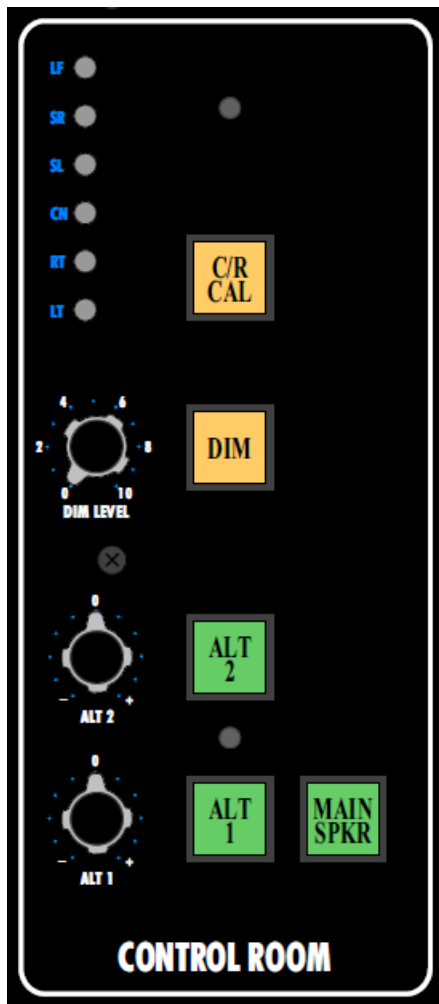 LF
SR
SL
CN
RT
LT
C/R
CAL
4 6
2 8
0 10
DIM LEVEL
DIM
0
- +
ALT 2
ALT
2
0
- +
ALT 1
ALT
1
MAIN
SPKR
CONTROL ROOM